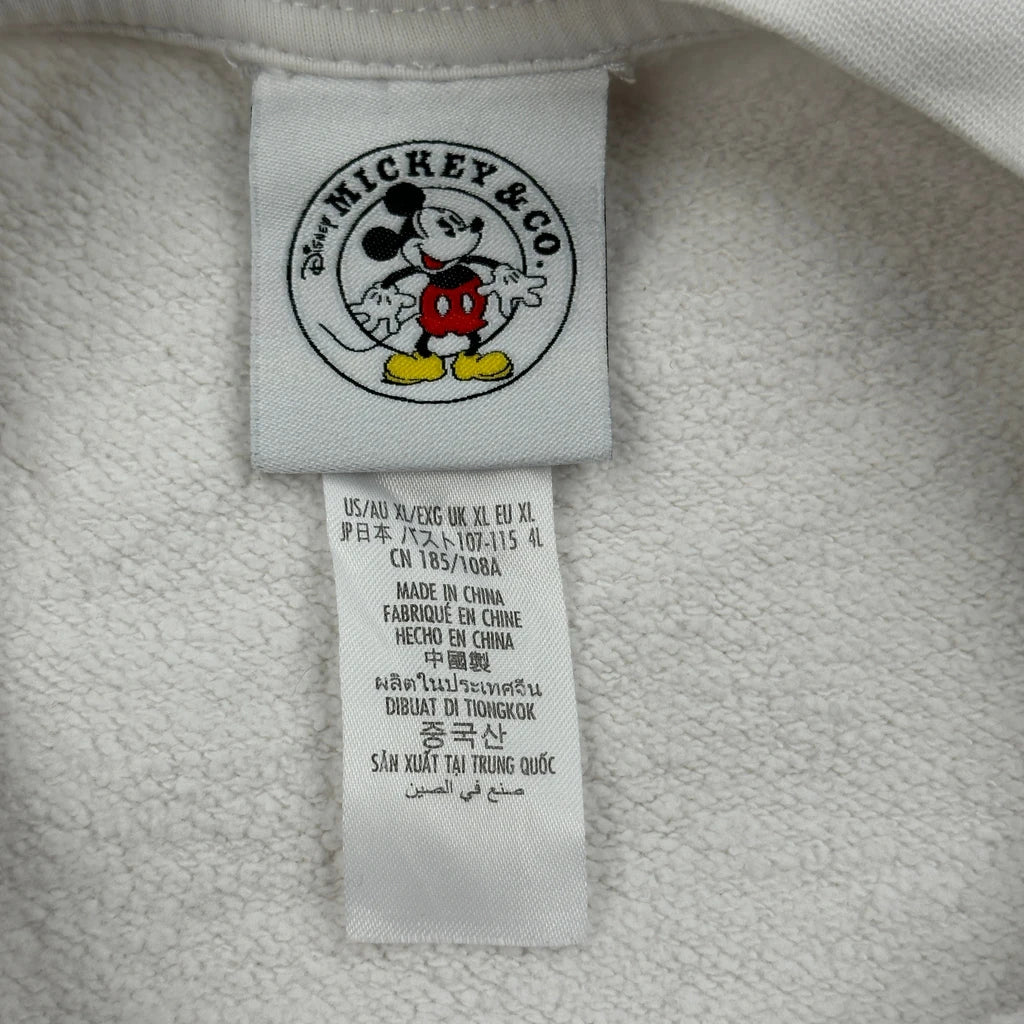 Disney MICKEY & CO.
US/AU XL/EXG UK XL EU XL
JP日本 バスト107-115 4L
CN 185/108A
MADE IN CHINA
FABRIQUÉ EN CHINE
HECHO EN CHINA
中國製
ผลิตในประเทศจีน
DIBUAT DI TIONGKOK
중국산
SẢN XUẤT TẠI TRUNG QUỐC
صنع في الصين